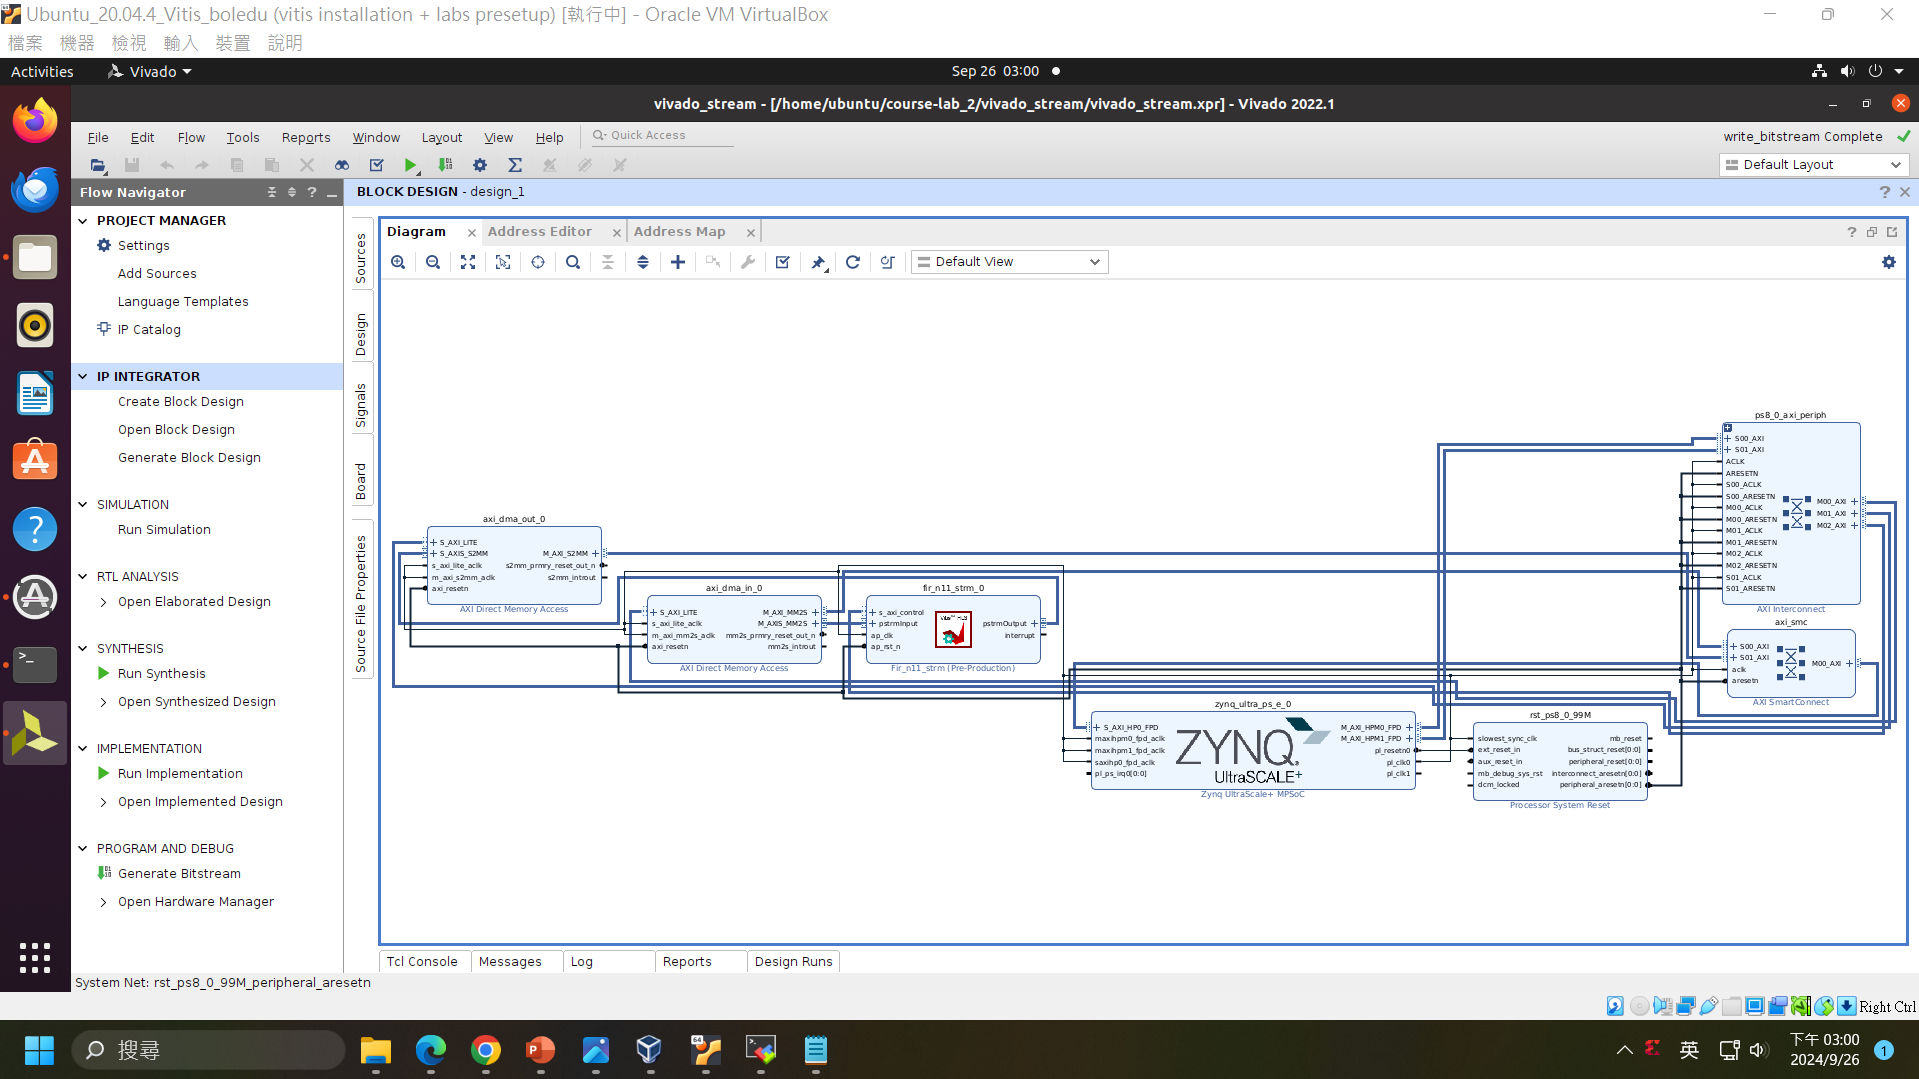 Ubuntu_20.04.4_Vitis_boledu (vitis installation + labs presetup) [執行中] - Oracle VM VirtualBox
檔案 機器 檢視 輸入 裝置 說明
Activities Vivado Sep 26 03:00
vivado_stream - [/home/ubuntu/course-lab_2/vivado_stream/vivado_stream.xpr] - Vivado 2022.1
File Edit Flow Tools Reports Window Layout View Help Quick Access write_bitstream Complete
Default Layout
Flow Navigator
BLOCK DESIGN - design_1
PROJECT MANAGER
Settings
Add Sources
Language Templates
IP Catalog
IP INTEGRATOR
Create Block Design
Open Block Design
Generate Block Design
SIMULATION
Run Simulation
RTL ANALYSIS
Open Elaborated Design
SYNTHESIS
Run Synthesis
Open Synthesized Design
IMPLEMENTATION
Run Implementation
Open Implemented Design
PROGRAM AND DEBUG
Generate Bitstream
Open Hardware Manager
Sources
Design
Signals
Board
Source File Properties
Diagram Address Editor Address Map
Default View
axi_dma_out_0
S_AXI_LITE
S_AXIS_S2MM
s_axi_lite_aclk
m_axi_s2mm_aclk
axi_resetn
M_AXI_S2MM
s2mm_prmry_reset_out_n
s2mm_introut
AXI Direct Memory Access
axi_dma_in_0
S_AXI_LITE
s_axi_lite_aclk
m_axi_mm2s_aclk
axi_resetn
M_AXI_MM2S
M_AXIS_MM2S
mm2s_prmry_reset_out_n
mm2s_introut
AXI Direct Memory Access
fir_n11_strm_0
s_axi_control
pstrmInput
ap_clk
ap_rst_n
Vitis HLS
pstrmOutput
interrupt
Fir_n11_strm (Pre-Production)
zynq_ultra_ps_e_0
S_AXI_HP0_FPD
maxihpm0_fpd_aclk
maxihpm1_fpd_aclk
saxihp0_fpd_aclk
pl_ps_irq0[0:0]
ZYNQ
UltraSCALE+
M_AXI_HPM0_FPD
M_AXI_HPM1_FPD
pl_resetn0
pl_clk0
pl_clk1
Zynq UltraScale+ MPSoC
rst_ps8_0_99M
slowest_sync_clk
ext_reset_in
aux_reset_in
mb_debug_sys_rst
dcm_locked
mb_reset
bus_struct_reset[0:0]
peripheral_reset[0:0]
interconnect_aresetn[0:0]
peripheral_aresetn[0:0]
Processor System Reset
ps8_0_axi_periph
S00_AXI
S01_AXI
ACLK
ARESETN
S00_ACLK
S00_ARESETN
M00_ACLK
M00_ARESETN
M01_ACLK
M01_ARESETN
M02_ACLK
M02_ARESETN
S01_ACLK
S01_ARESETN
M00_AXI
M01_AXI
M02_AXI
AXI Interconnect
axi_smc
S00_AXI
S01_AXI
aclk
aresetn
M00_AXI
AXI SmartConnect
Tcl Console Messages Log Reports Design Runs
System Net: rst_ps8_0_99M_peripheral_aresetn
Right Ctrl
搜尋
英
下午 03:00
2024/9/26
1